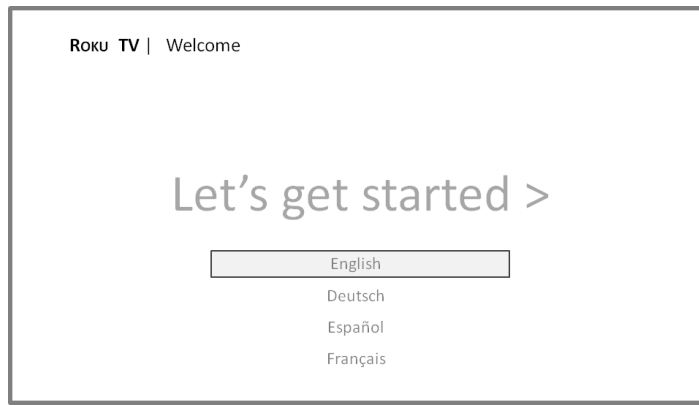 Roku TV | Welcome
Let’s get started >
English
Deutsch
Español
Français